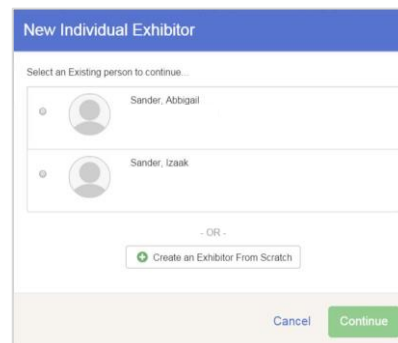 New Individual Exhibitor
Select an Existing person to continue...
Sander, Abbigail
Sander, Izaak
- OR -
Create an Exhibitor From Scratch
Cancel
Continue